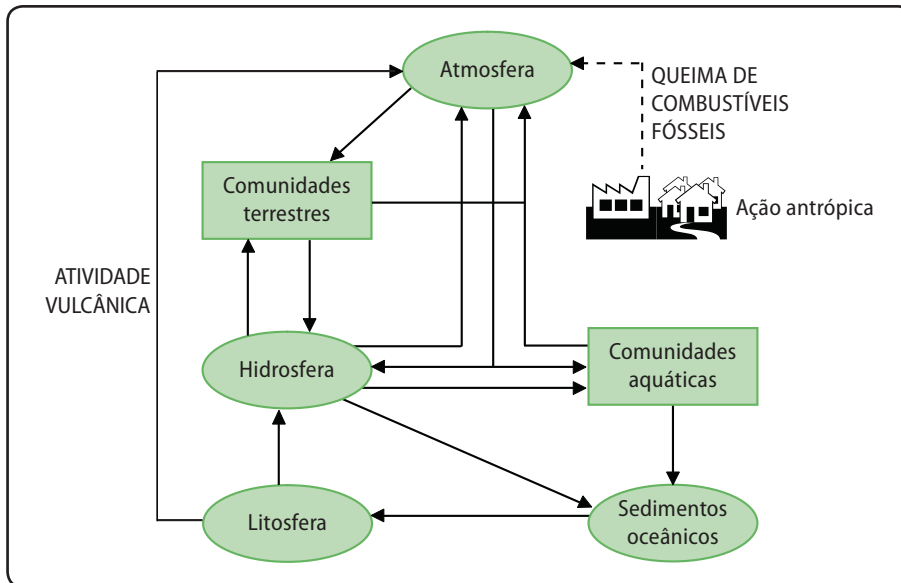 Atmosfera
QUEIMA DE
COMBUSTÍVEIS
FÓSSEIS
Comunidades
terrestres
Ação antrópica
ATIVIDADE
VULCÂNICA
Hidrosfera
Comunidades
aquáticas
Litosfera
Sedimentos
oceânicos